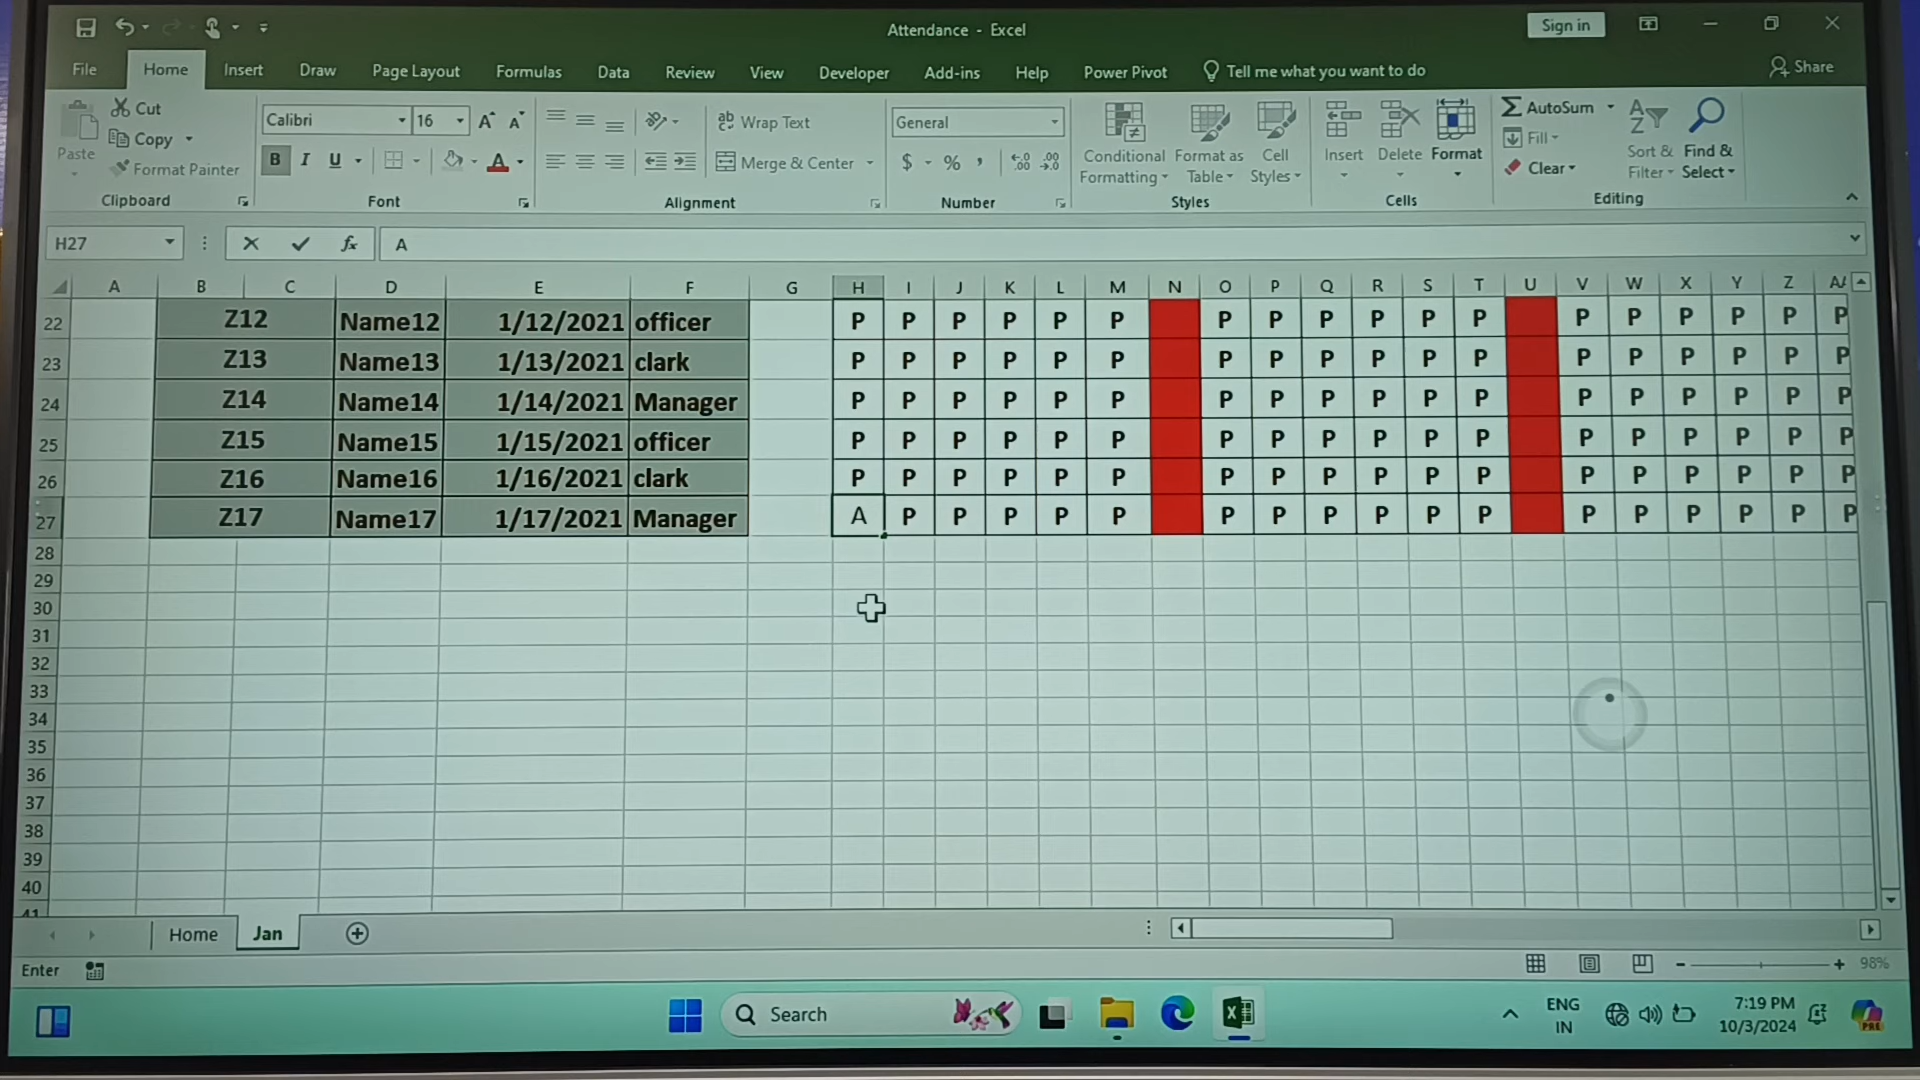 Attendance - Excel
Sign in
File Home Insert Draw Page Layout Formulas Data Review View Developer Add-ins Help Power Pivot Tell me what you want to do Share
Paste
Cut
Copy
Format Painter
Clipboard
Calibri 16 A A
B I U A
Font
ab Wrap Text
Merge & Center
Alignment
General
$ % , .00 .00
Number
Conditional Formatting
Format as Table
Cell Styles
Styles
Insert Delete Format
Cells
AutoSum
Fill
Clear
Sort & Filter
Find & Select
Editing
H27 fx A
A B C D E F G H I J K L M N O P Q R S T U V W X Y Z
22 Z12 Name12 1/12/2021 officer P P P P P P P P P P P P P P P P P P
23 Z13 Name13 1/13/2021 clark P P P P P P P P P P P P P P P P P P
24 Z14 Name14 1/14/2021 Manager P P P P P P P P P P P P P P P P P P
25 Z15 Name15 1/15/2021 officer P P P P P P P P P P P P P P P P P P
26 Z16 Name16 1/16/2021 clark P P P P P P P P P P P P P P P P P P
27 Z17 Name17 1/17/2021 Manager A P P P P P P P P P P P P P P P P P
28
29
30
31
32
33
34
35
36
37
38
39
40
41
Home Jan
Enter
98%
Search
ENG
IN
7:19 PM
10/3/2024
PRE